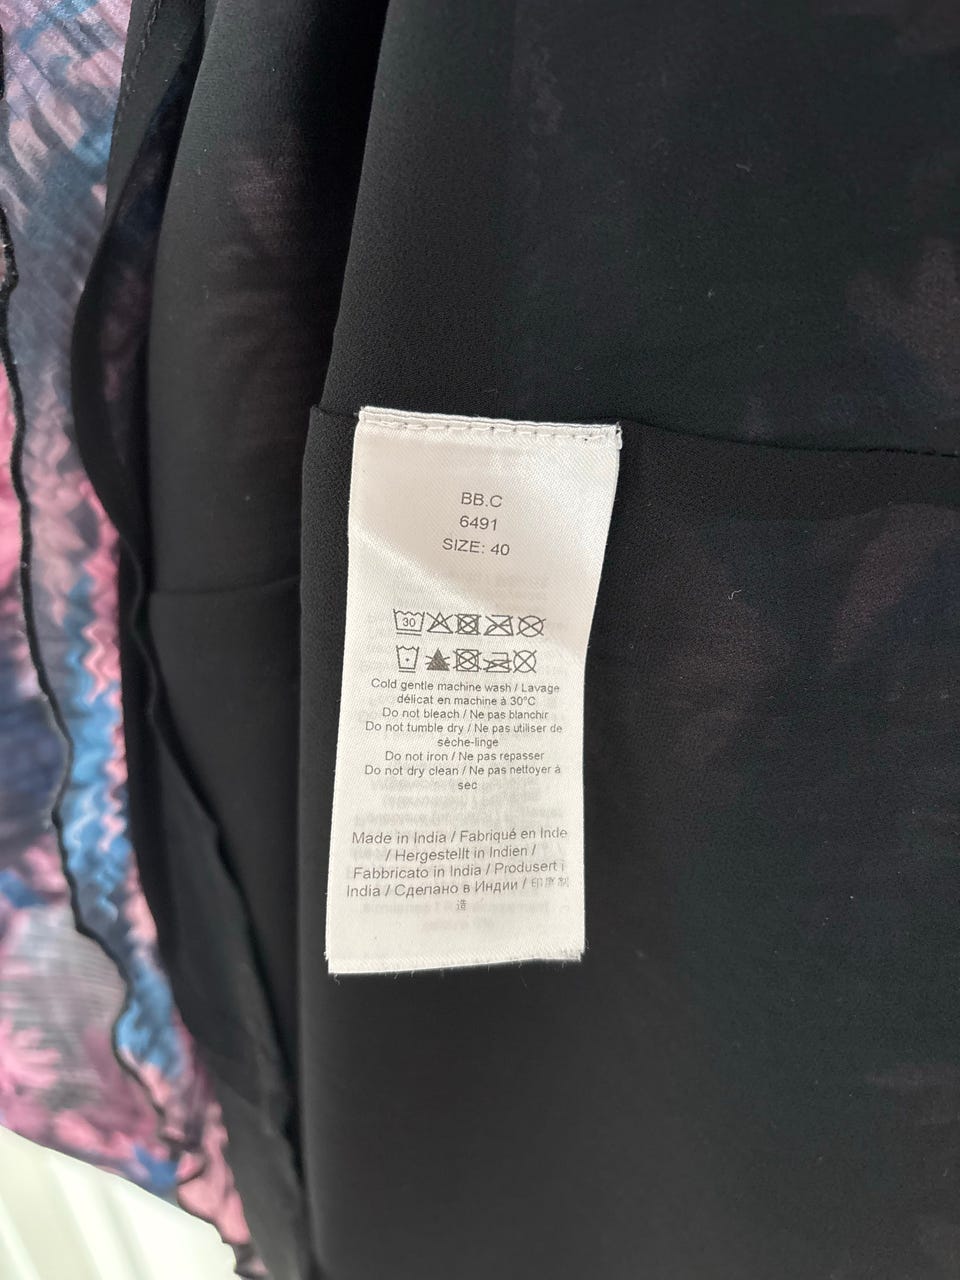 BB.C
6491
SIZE: 40
30
Cold gentle machine wash / Lavage
délicat en machine à 30°C
Do not bleach / Ne pas blanchir
Do not tumble dry / Ne pas utiliser de
sèche-linge
Do not iron / Ne pas repasser
Do not dry clean / Ne pas nettoyer à
sec
Made in India / Fabriqué en Inde
/ Hergestellt in Indien /
Fabbricato in India / Produsert i
India / Сделано в Индии / 印度制
造